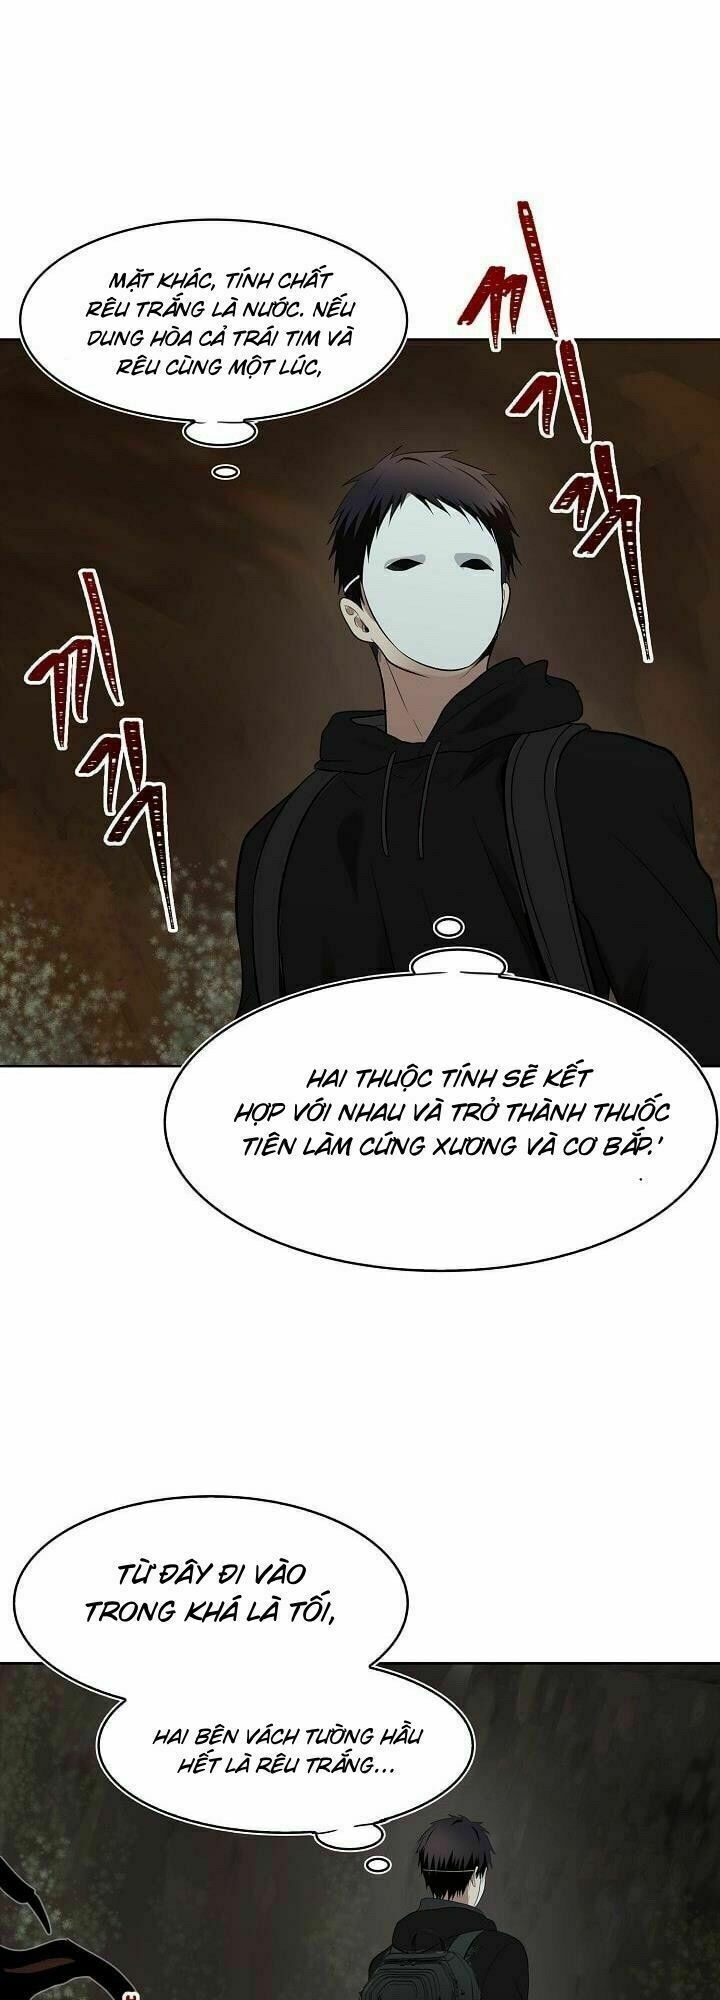 MẶT KHÁC, TÍNH CHẤT
RÊU TRẮNG LÀ NƯỚC. NẾU
DUNG HÒA CẢ TRÁI TIM VÀ
RÊU CÙNG MỘT LÚC,
HAI THUỘC TÍNH SẼ KẾT
HỢP VỚI NHAU VÀ TRỞ THÀNH THUỐC
TIÊN LÀM CỨNG XƯƠNG VÀ CƠ BẮP.'
TỪ ĐÂY ĐI VÀO
TRONG KHÁ LÀ TỐI,
HAI BÊN VÁCH TƯỜNG HẦU
HẾT LÀ RÊU TRẮNG...